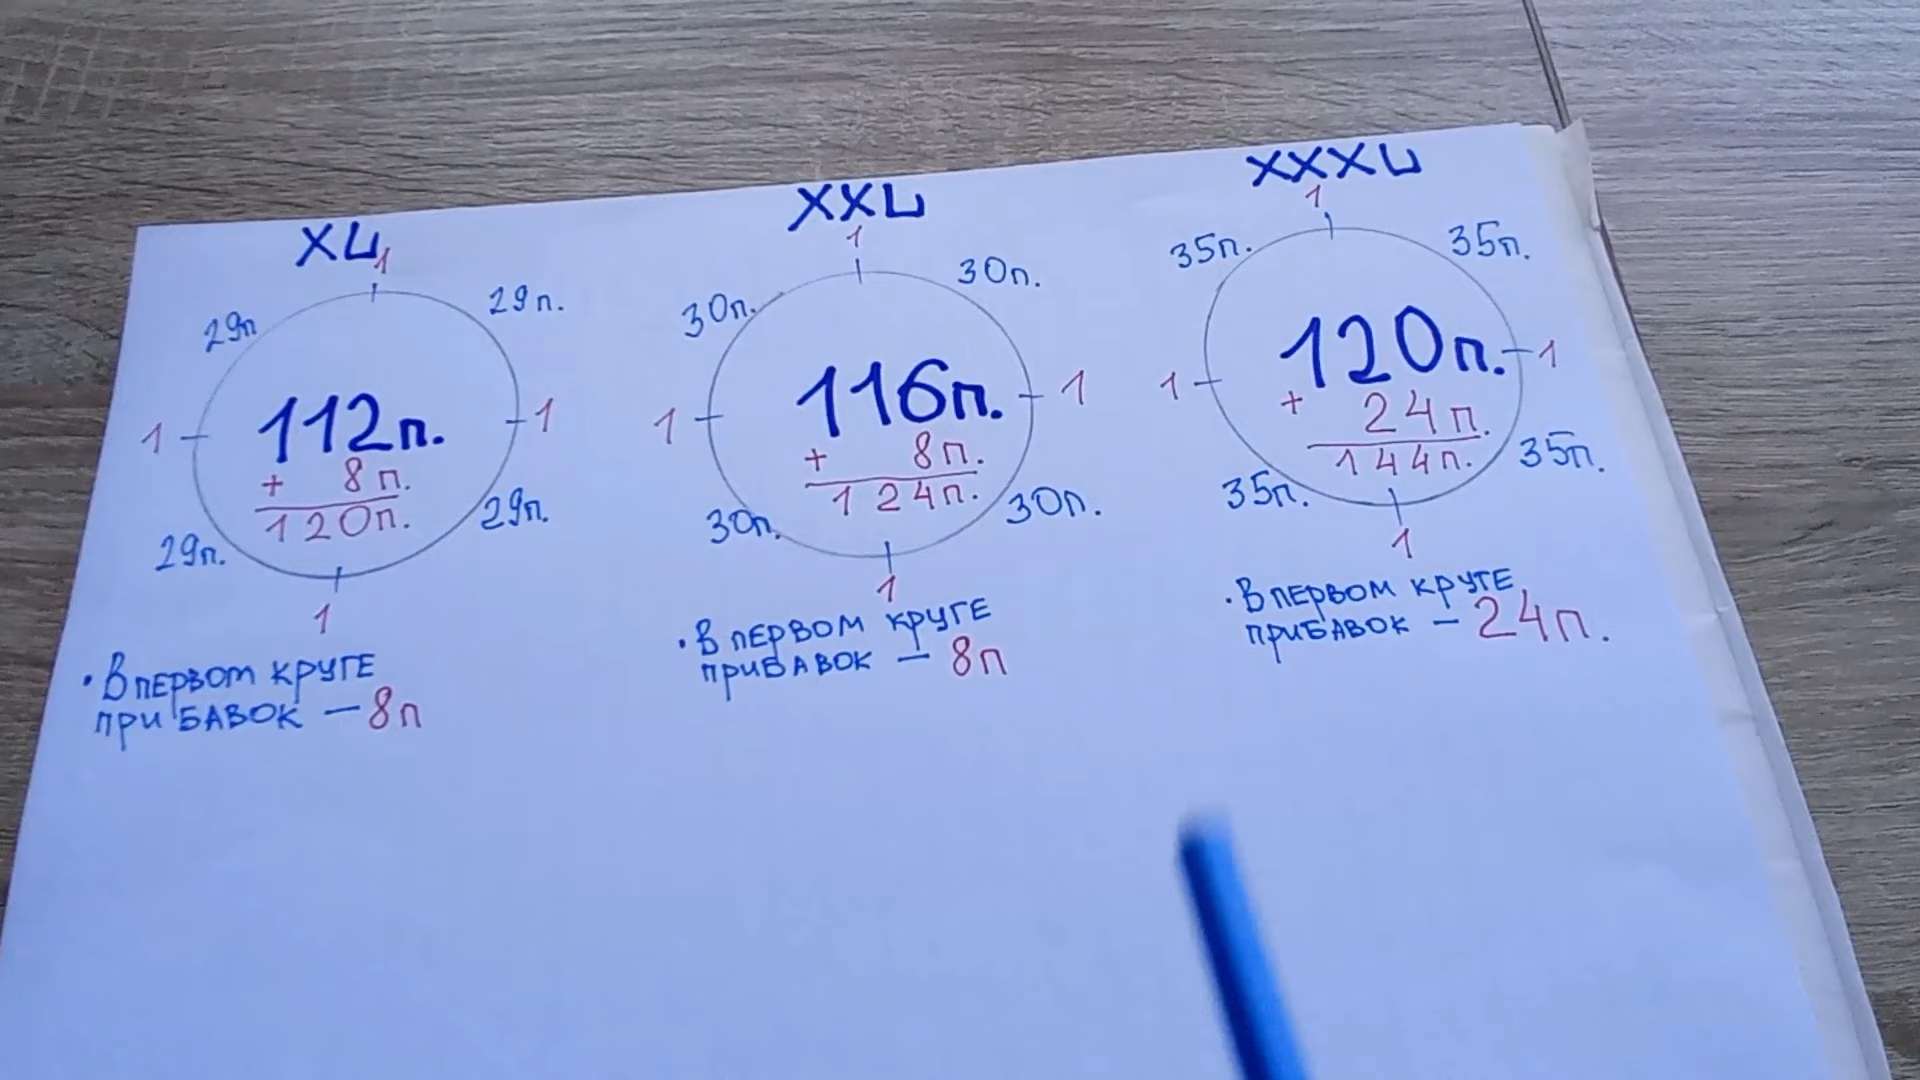 XL
1
29п
29п.
112п.
1
1
+ 8п.
120п.
29п.
29п.
1
• В первом круге
прибавок – 8п
XXL
1
30п.
30п.
116п.
1
1
+ 8п.
124п.
30п.
30п.
1
• В первом круге
прибавок – 8п
XXXL
1
35п.
35п.
120п.
1
1
+ 24п.
144п.
35п.
35п.
1
• В первом круге
прибавок – 24п.